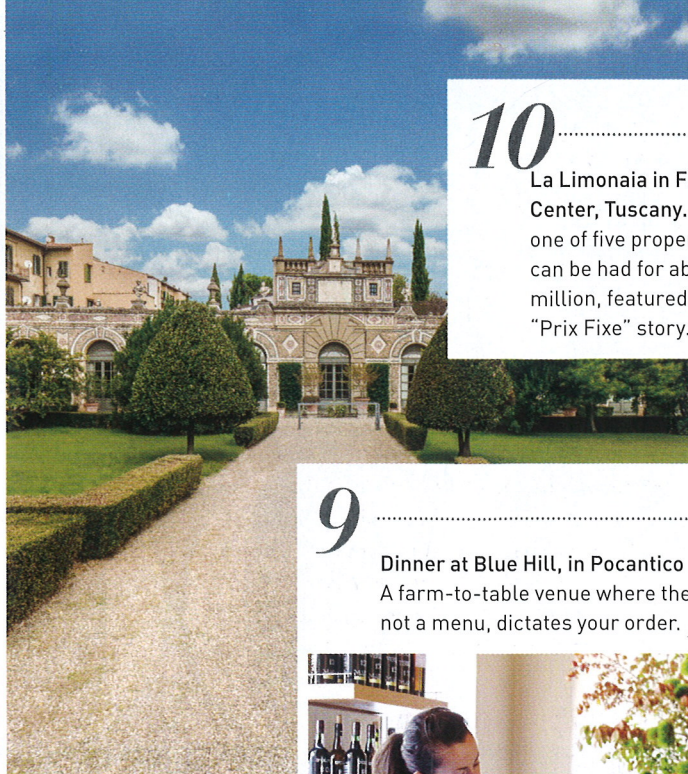 10
La Limonaia in F
Center, Tuscany.
one of five prope
can be had for ab
million, featured
“Prix Fixe” story.
9
Dinner at Blue Hill, in Pocantico
A farm-to-table venue where the
not a menu, dictates your order.